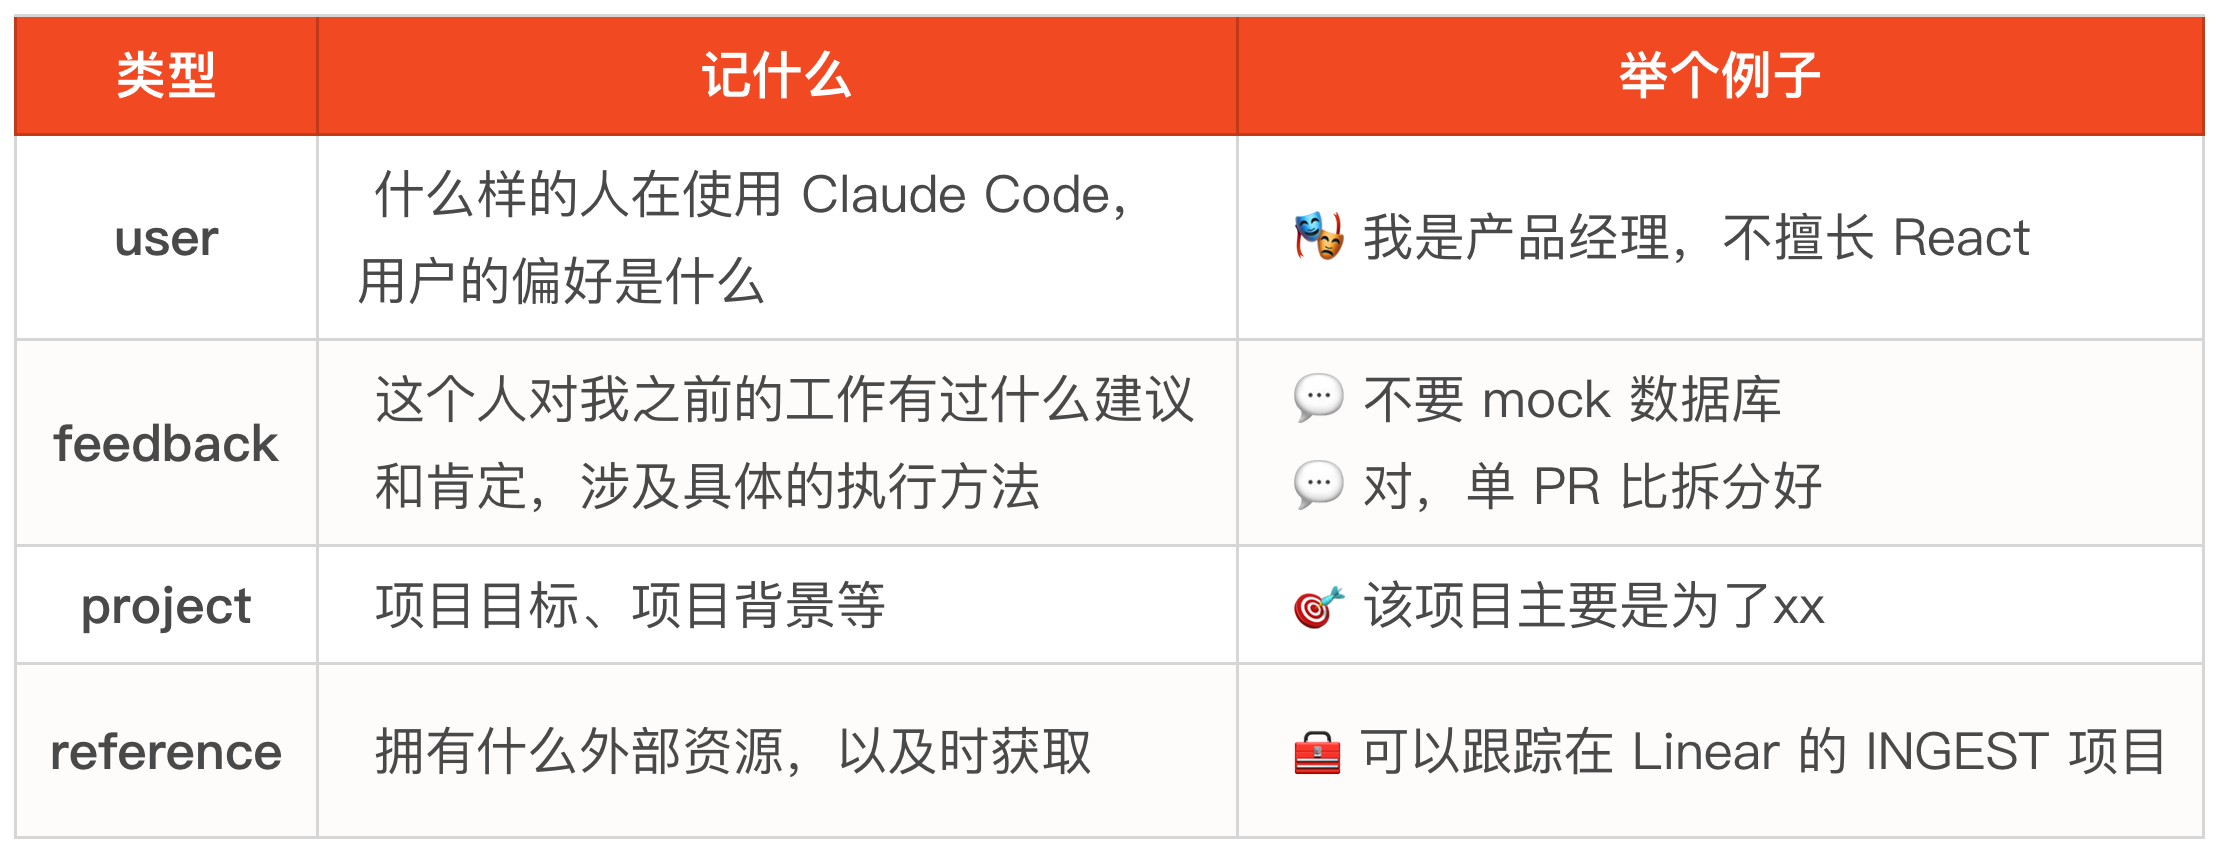 类型 记什么 举个例子
user 什么样的人在使用 Claude Code,
用户的偏好是什么
🎭 我是产品经理，不擅长 React
feedback 这个人对我之前的工作有过什么建议
和肯定，涉及具体的执行方法
💬 不要 mock 数据库
💬 对，单 PR 比拆分好
project 项目目标、项目背景等 🎯 该项目主要是为了xx
reference 拥有什么外部资源，以及时获取 🧰 可以跟踪在 Linear 的 INGEST 项目